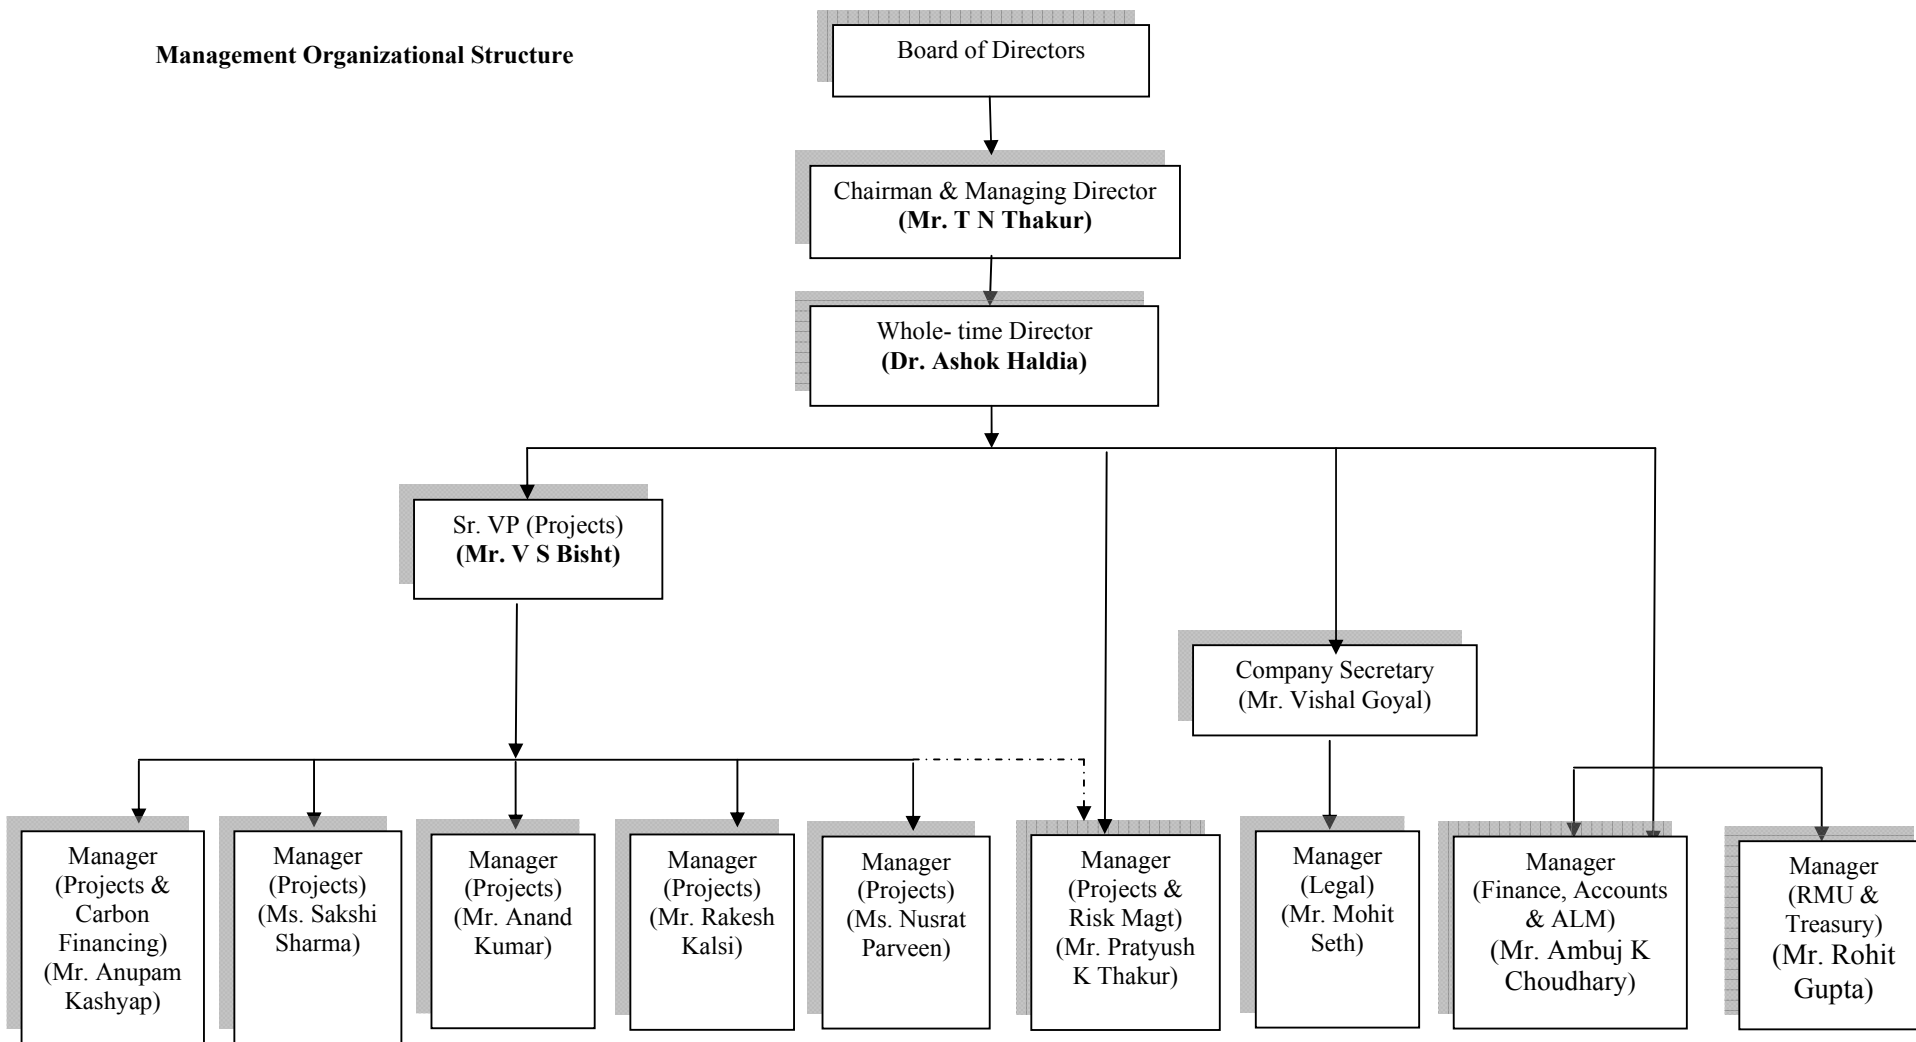 Management Organizational Structure
Board of Directors
Chairman & Managing Director
(Mr. T N Thakur)
Whole- time Director
(Dr. Ashok Haldia)
Sr. VP (Projects)
(Mr. V S Bisht)
Company Secretary
(Mr. Vishal Goyal)
Manager
(Projects &
Carbon
Financing)
(Mr. Anupam
Kashyap)
Manager
(Projects)
(Ms. Sakshi
Sharma)
Manager
(Projects)
(Mr. Anand
Kumar)
Manager
(Projects)
(Mr. Rakesh
Kalsi)
Manager
(Projects)
(Ms. Nusrat
Parveen)
Manager
(Projects &
Risk Magt)
(Mr. Pratyush
K Thakur)
Manager
(Legal)
(Mr. Mohit
Seth)
Manager
(Finance, Accounts
& ALM)
(Mr. Ambuj K
Choudhary)
Manager
(RMU &
Treasury)
(Mr. Rohit
Gupta)